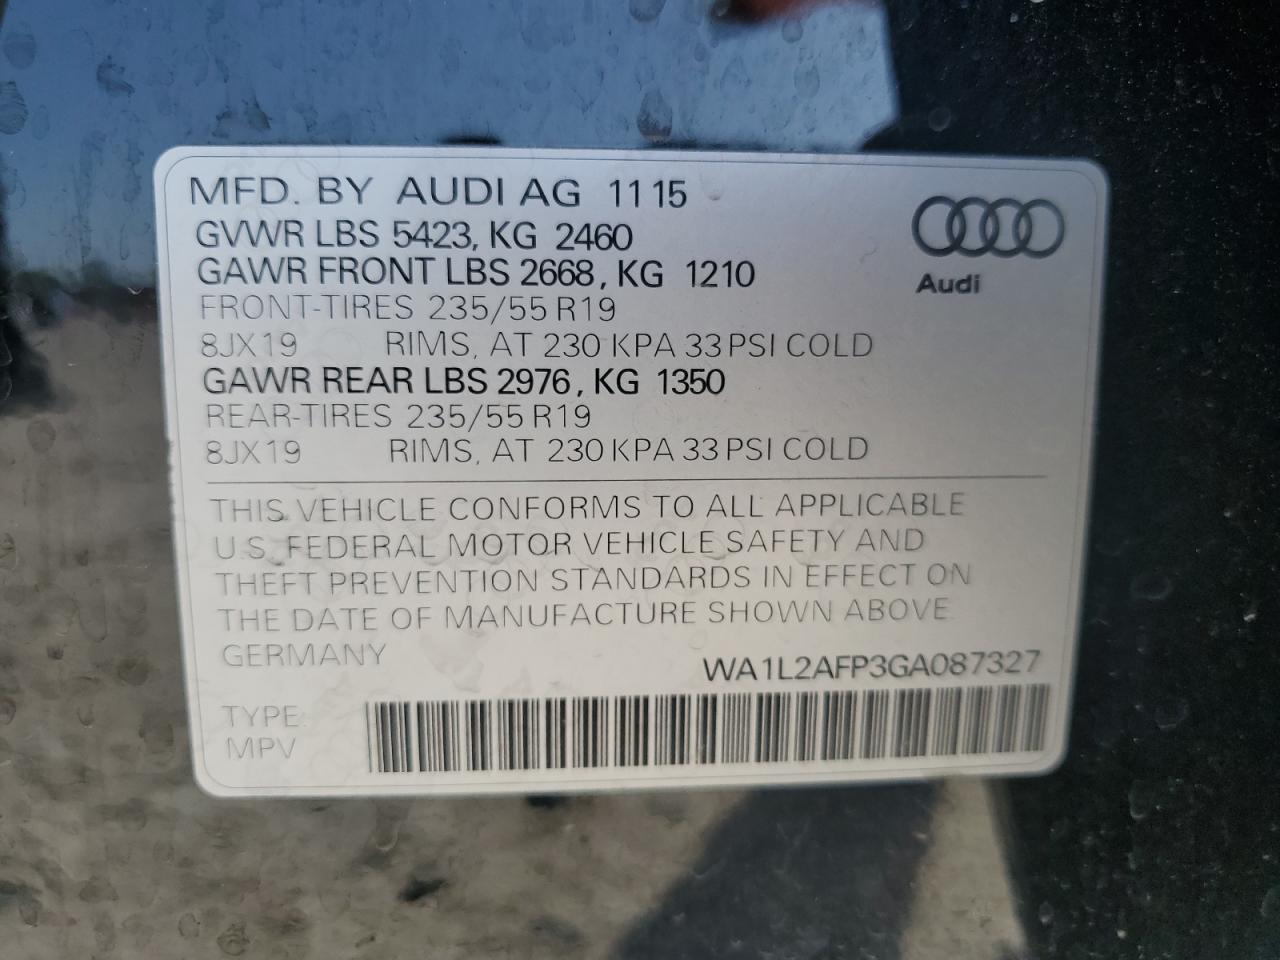 MFD. BY AUDI AG 11 15
GVWR LBS 5423, KG 2460
GAWR FRONT LBS 2668, KG 1210
FRONT-TIRES 235/55 R19
8JX19 RIMS, AT 230 KPA 33 PSI COLD
GAWR REAR LBS 2976, KG 1350
REAR-TIRES 235/55 R19
8JX19 RIMS, AT 230 KPA 33 PSI COLD
Audi
THIS VEHICLE CONFORMS TO ALL APPLICABLE
U.S. FEDERAL MOTOR VEHICLE SAFETY AND
THEFT PREVENTION STANDARDS IN EFFECT ON
THE DATE OF MANUFACTURE SHOWN ABOVE.
GERMANY
WA1L2AFP3GA087327
TYPE:
MPV